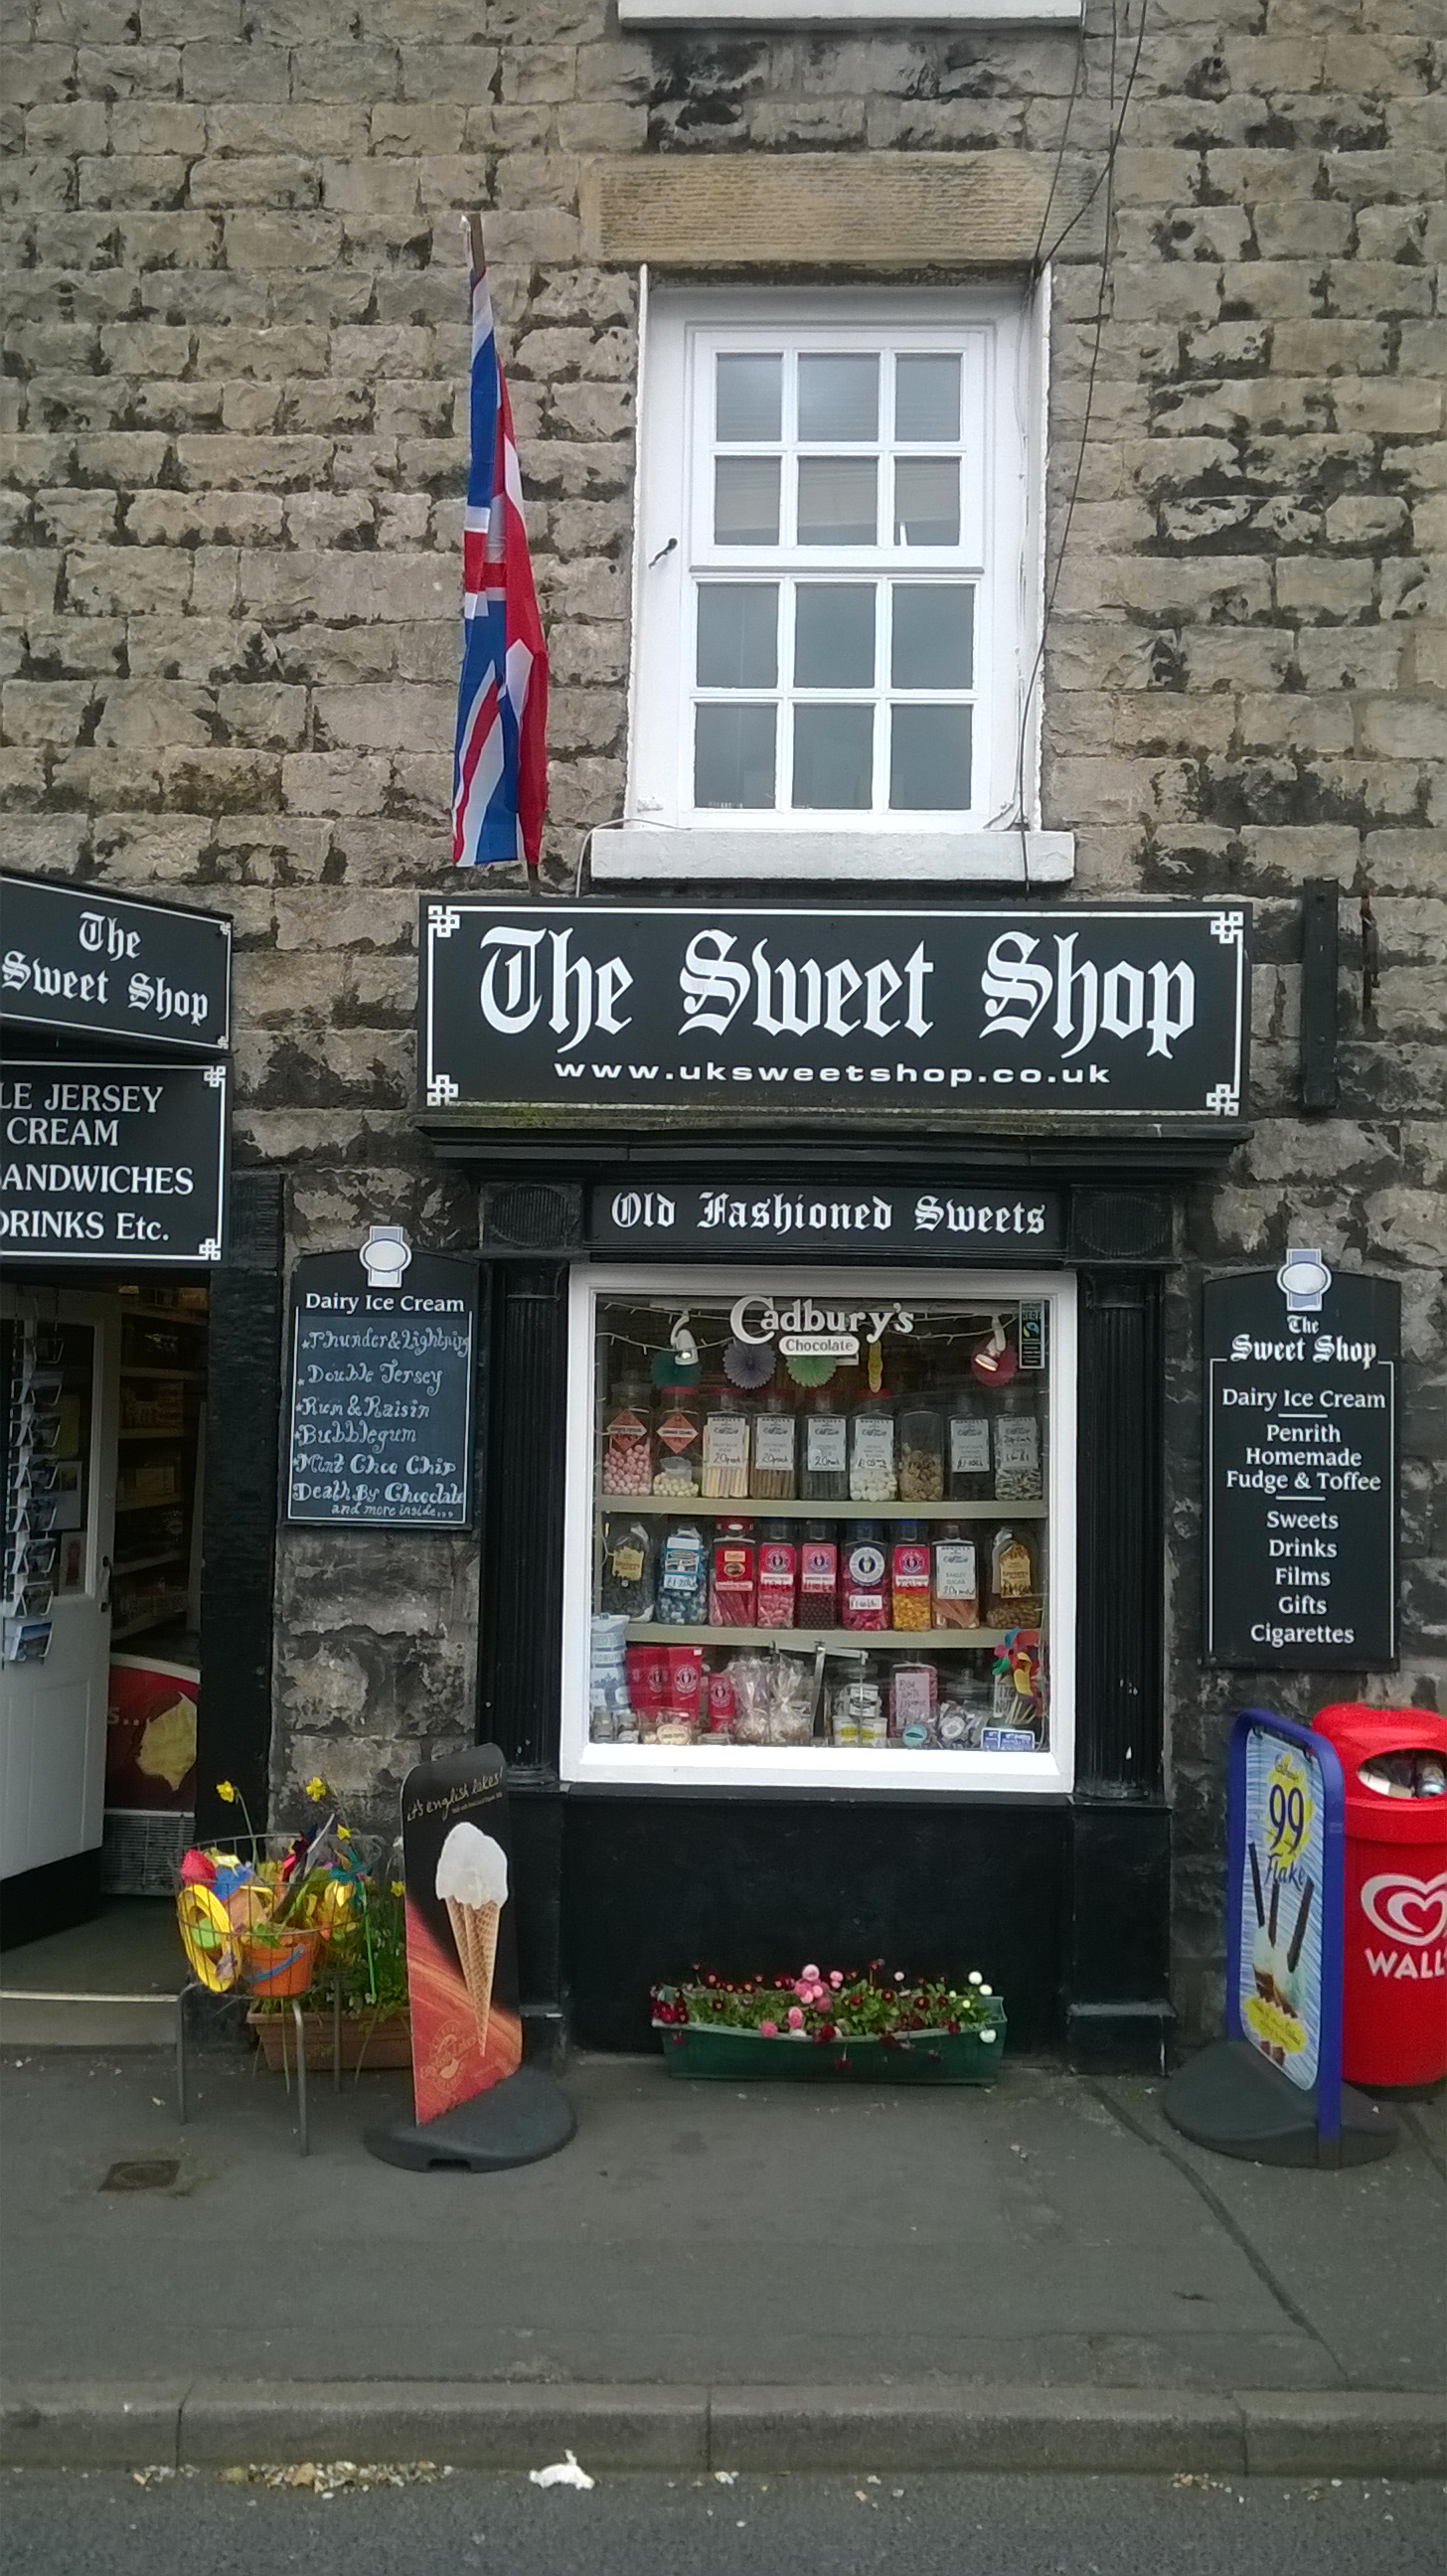 The
Sweet Shop
LE JERSEY
CREAM
SANDWICHES
DRINKS Etc.
The Sweet Shop
www.uksweetshop.co.uk
Old Fashioned Sweets
Dairy Ice Cream
Thunder&Lightning
Double Jersey
Rum & Raisin
Bubblegum
Mint Choc Chip
Death By Chocolate
and more inside...
Cadbury's
Chocolate
BARLEY
SUGAR
The
Sweet Shop
Dairy Ice Cream
Penrith
Homemade
Fudge & Toffee
Sweets
Drinks
Films
Gifts
Cigarettes
it's english lakes!
99
Flake
WALL'